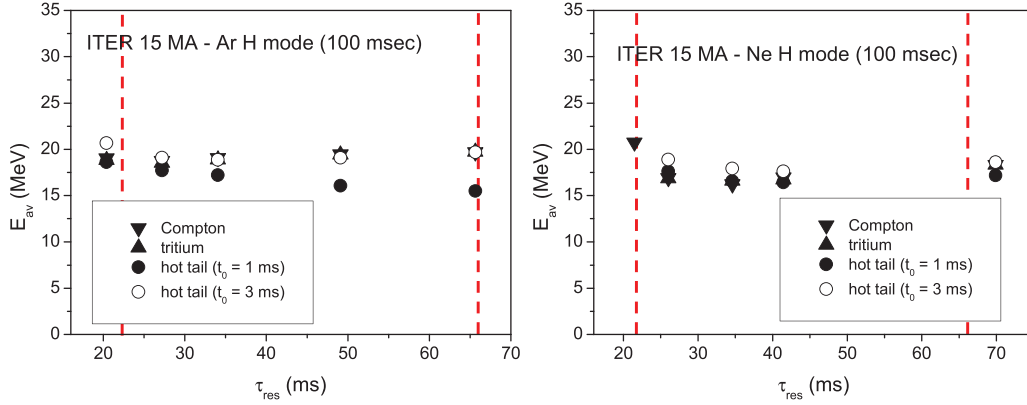 ITER 15 MA - Ar H mode (100 msec)
35
30
25
20
15
10
5
0
E_av (MeV)
Compton
tritium
hot tail (t_0 = 1 ms)
hot tail (t_0 = 3 ms)
20 30 40 50 60 70
τ_res (ms)
ITER 15 MA - Ne H mode (100 msec)
35
30
25
20
15
10
5
0
E_av (MeV)
Compton
tritium
hot tail (t_0 = 1 ms)
hot tail (t_0 = 3 ms)
20 30 40 50 60 70
τ_res (ms)